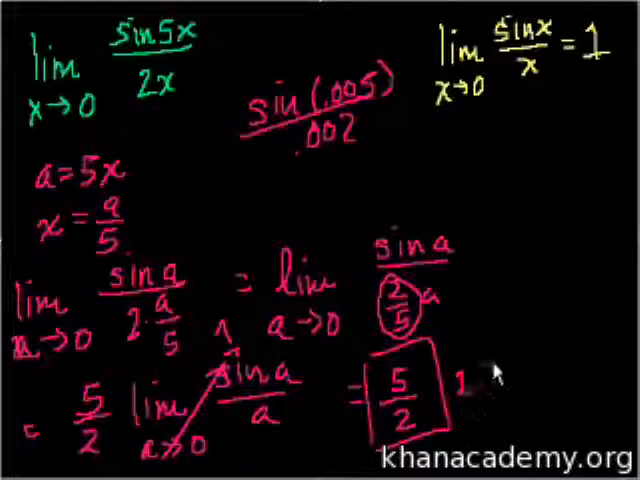 lim x→0 sin5x/2x
lim x→0 sinx/x = 1
sin(.005)/.002
a = 5x
x = a/5
lim a→0 sin a/2·a/5 = lim a→0 sin a/(2/5)a
= 5/2 lim a→0 sin a/a = 5/2
1
khanacademy.org